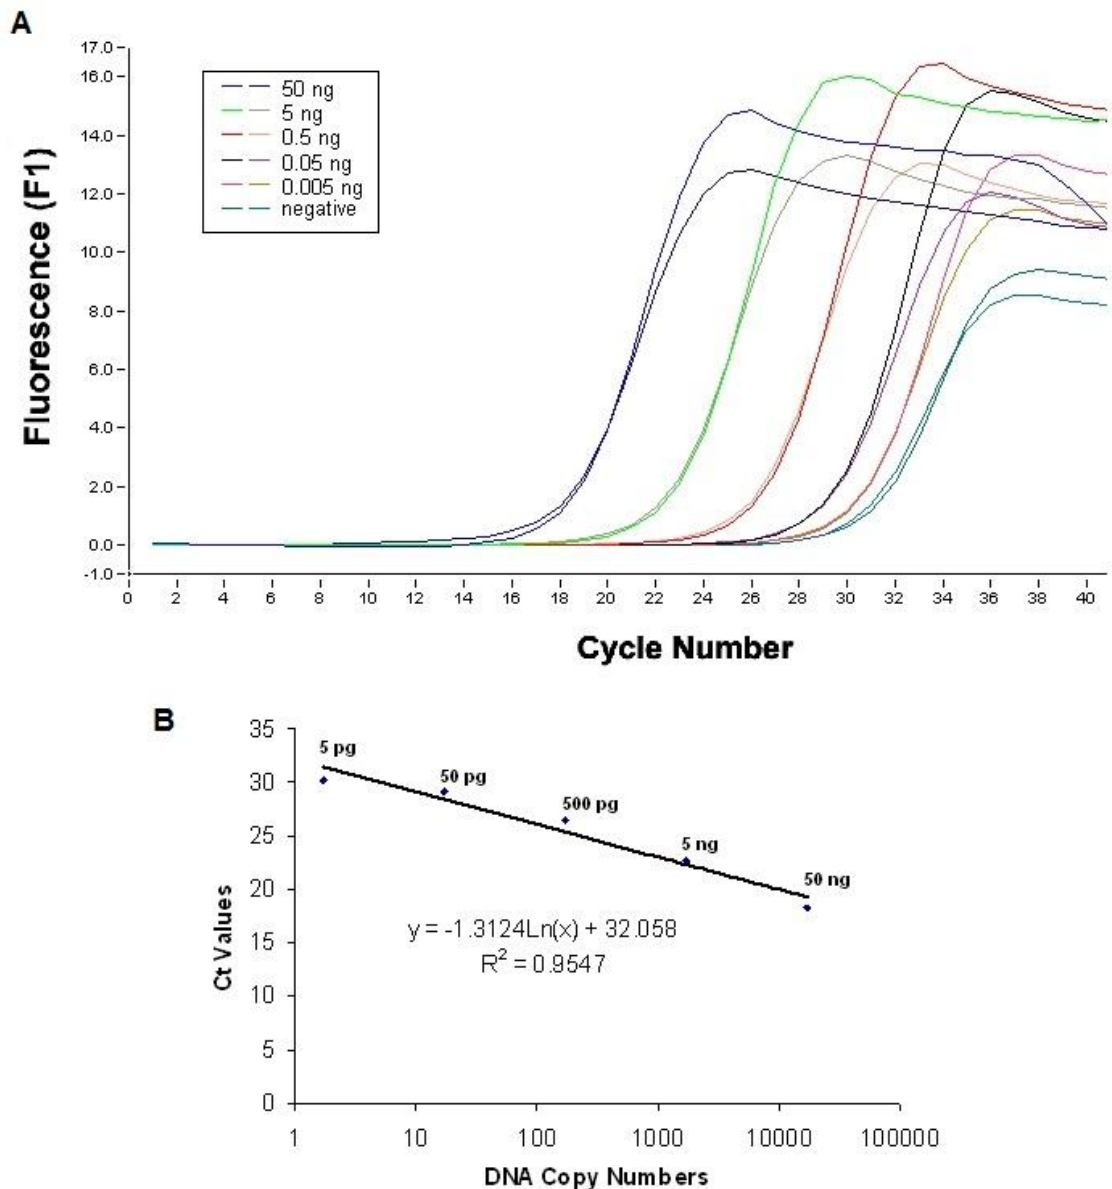 A
17.0
16.0
14.0
12.0
10.0
8.0
6.0
4.0
2.0
0.0
-1.0
Fluorescence (F1)
50 ng
5 ng
0.5 ng
0.05 ng
0.005 ng
negative
0 2 4 6 8 10 12 14 16 18 20 22 24 26 28 30 32 34 36 38 40
Cycle Number
B
35
30
25
20
15
10
5
0
Ct Values
5 pg
50 pg
500 pg
5 ng
50 ng
y = -1.3124Ln(x) + 32.058
R² = 0.9547
1 10 100 1000 10000 100000
DNA Copy Numbers